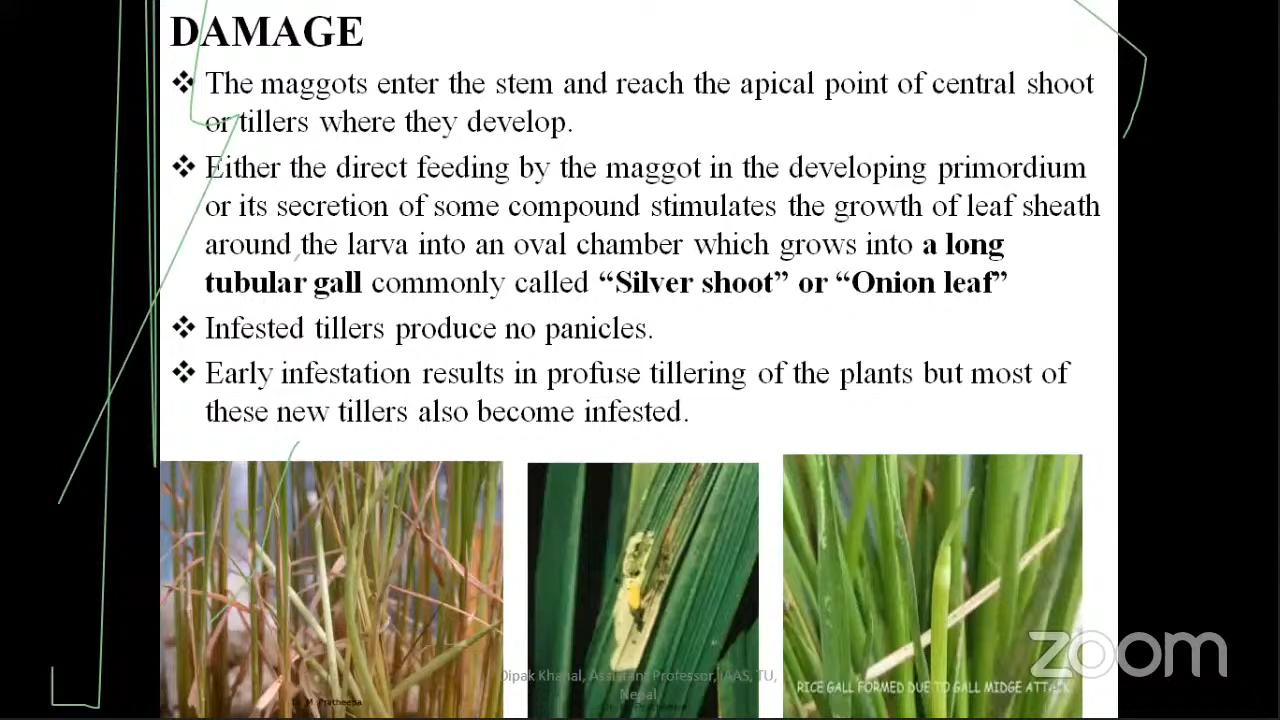 DAMAGE
❖ The maggots enter the stem and reach the apical point of central shoot
or tillers where they develop.
❖ Either the direct feeding by the maggot in the developing primordium
or its secretion of some compound stimulates the growth of leaf sheath
around the larva into an oval chamber which grows into a long
tubular gall commonly called “Silver shoot” or “Onion leaf”
❖ Infested tillers produce no panicles.
❖ Early infestation results in profuse tillering of the plants but most of
these new tillers also become infested.
Dipak Khanal, Assistant Professor, IAAS, TU,
Nepal
M. Pratheepa
RICE GALL FORMED DUE TO GALL MIDGE ATTACK
zoom